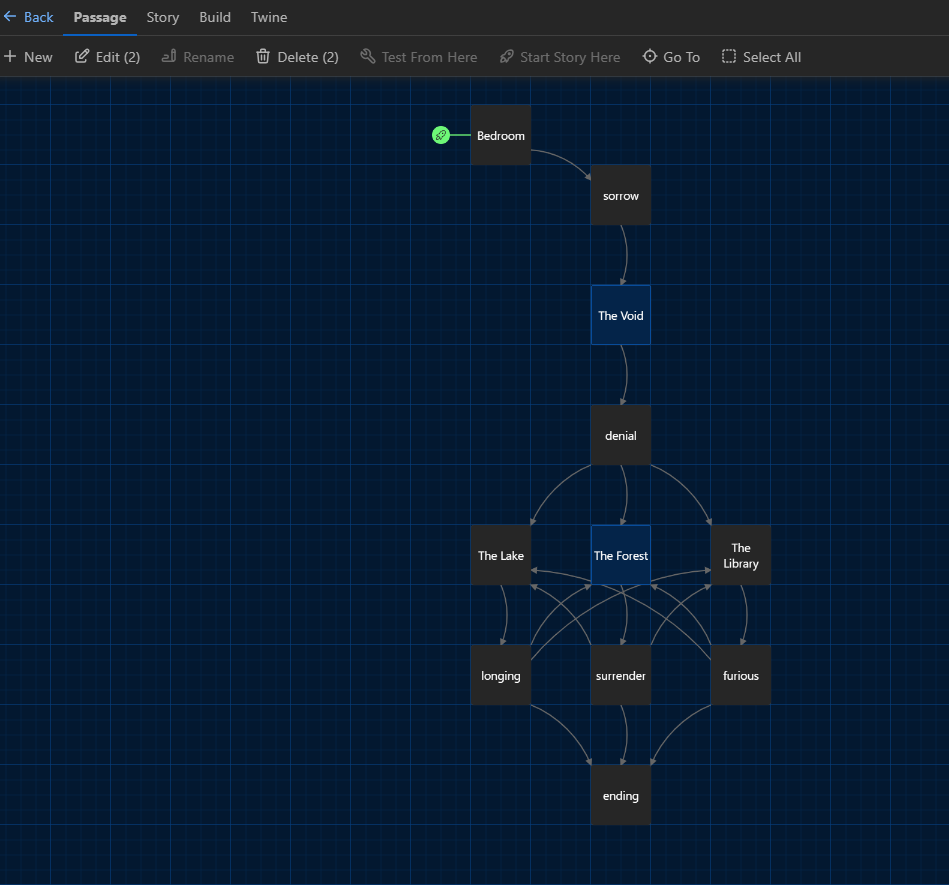 Back Passage Story Build Twine
New Edit (2) Rename Delete (2) Test From Here Start Story Here Go To Select All
Bedroom
sorrow
The Void
denial
The Lake The Forest The
Library
longing surrender furious
ending